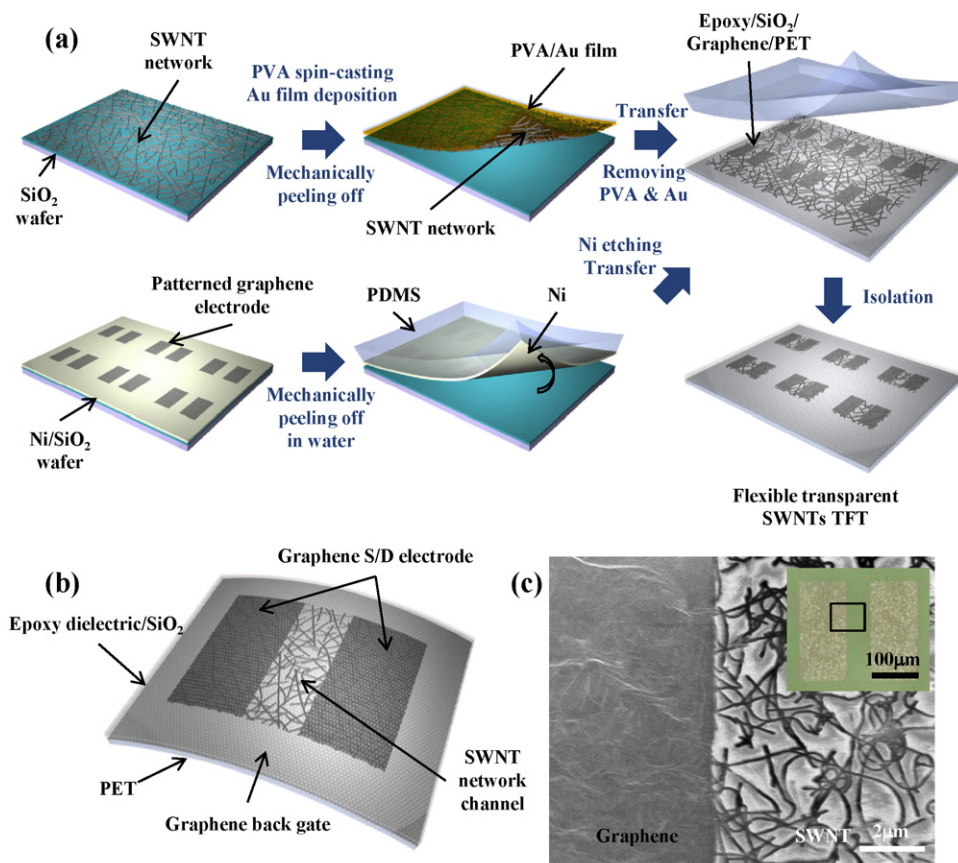 (a)
SWNT
network
SiO₂
wafer
PVA spin-casting
Au film deposition
Mechanically
peeling off
PVA/Au film
SWNT network
Transfer
Removing
PVA & Au
Epoxy/SiO₂/
Graphene/PET
Patterned graphene
electrode
Ni/SiO₂
wafer
Mechanically
peeling off
in water
PDMS
Ni
Ni etching
Transfer
Isolation
Flexible transparent
SWNTs TFT
(b)
Graphene S/D electrode
Epoxy dielectric/SiO₂
PET
Graphene back gate
SWNT
network
channel
(c)
100μm
Graphene
SWNT
2μm